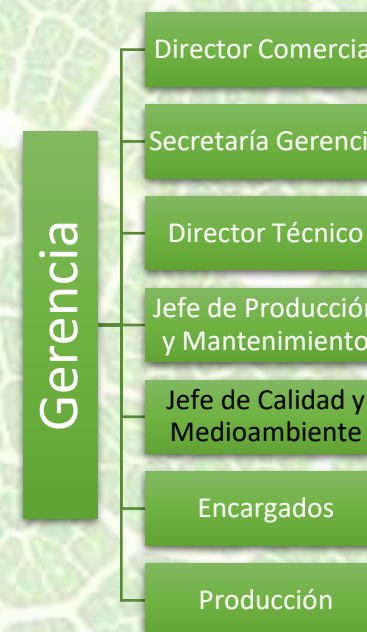 Gerencia
Director Comercia
Secretaría Gerenci
Director Técnico
Jefe de Producción
y Mantenimiento
Jefe de Calidad y
Medioambiente
Encargados
Producción